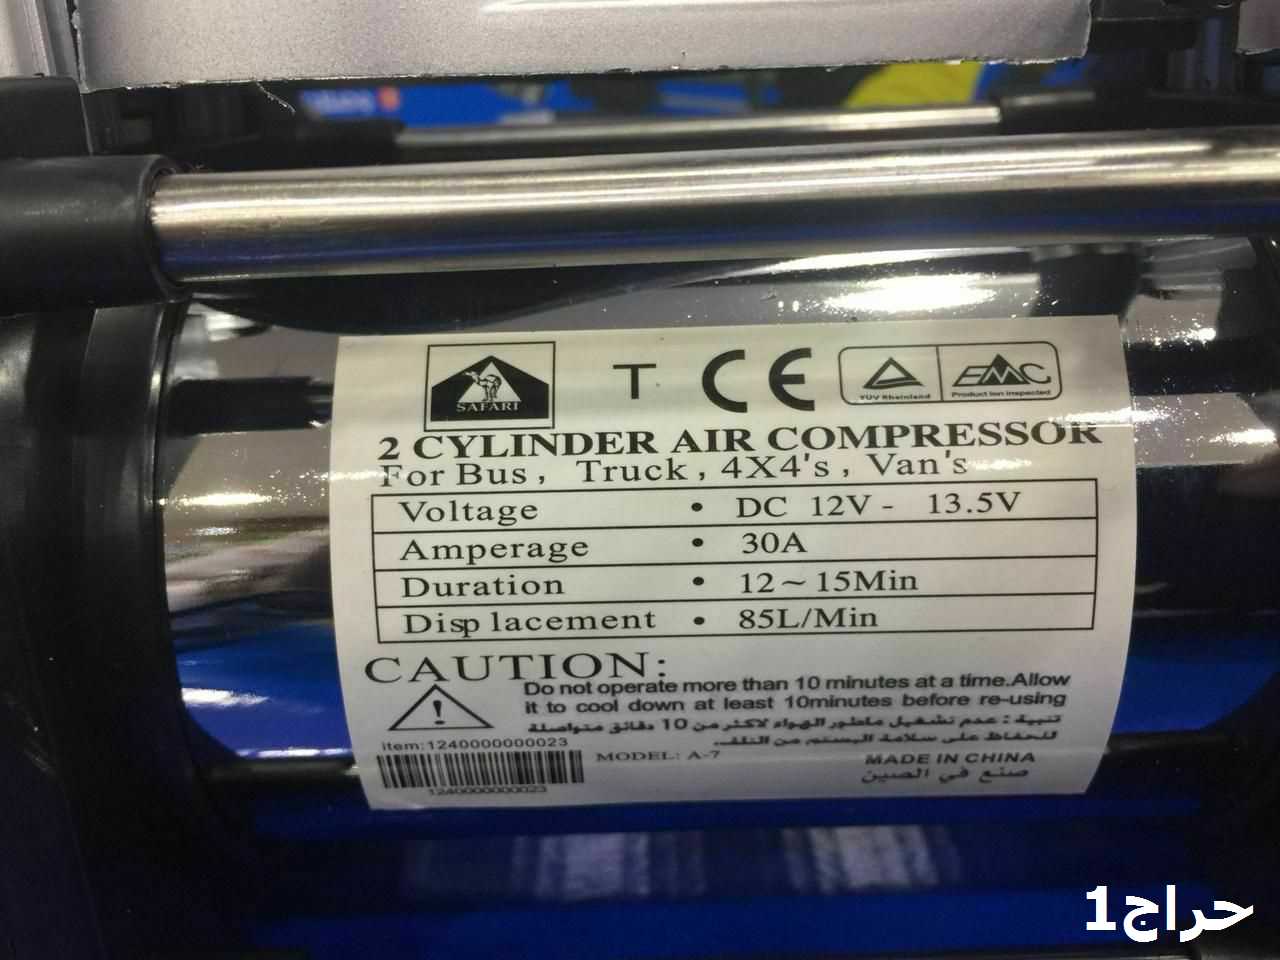 SAFARI
T CE
TÜV Rheinland
EMC
Product ion inspected
2 CYLINDER AIR COMPRESSOR
For Bus, Truck, 4X4's, Van's
Voltage • DC 12V - 13.5V
Amperage • 30A
Duration • 12~15Min
Disp lacement • 85L/Min
CAUTION:
Do not operate more than 10 minutes at a time.Allow
it to cool down at least 10minutes before re-using
تنبية : عدم تشغيل ماطور الهواء لاكثر من 10 دقائق متواصلة
للحفاظ على سلامة البستم من التلف.
item:1240000000023
1240000000023
MODEL: A-7
MADE IN CHINA
صنع في الصين
حراج1